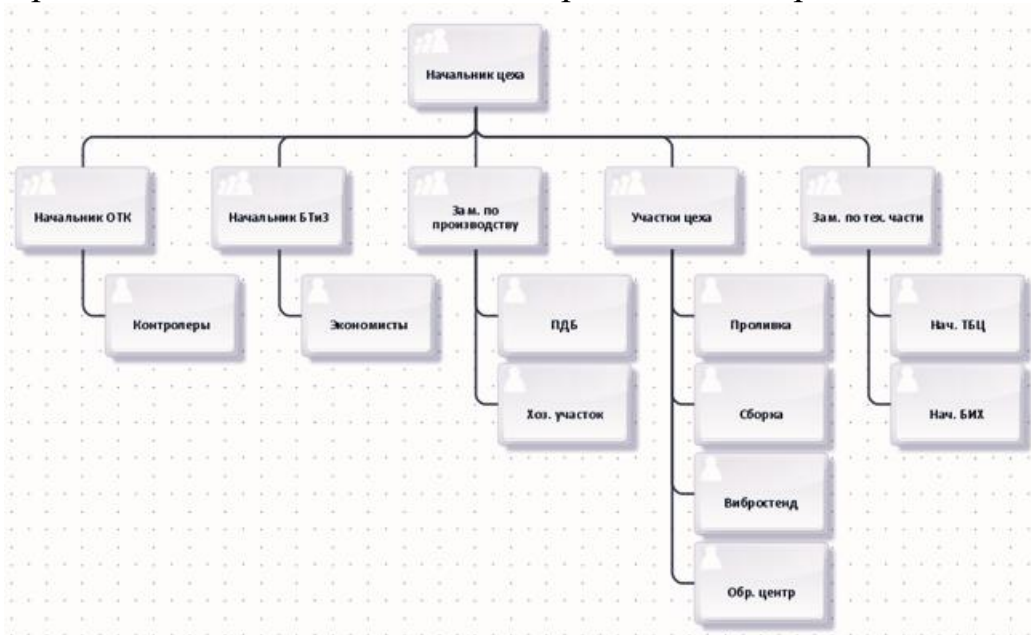 Начальник цеха
Начальник ОТК
Начальник БТиЗ
Зам. по
производству
Участки цеха
Зам. по тех. части
Контролеры
Экономисты
ПДБ
Проливка
Нач. ТБЦ
Хоз. участок
Сборка
Нач. БИХ
Вибростенд
Обр. центр